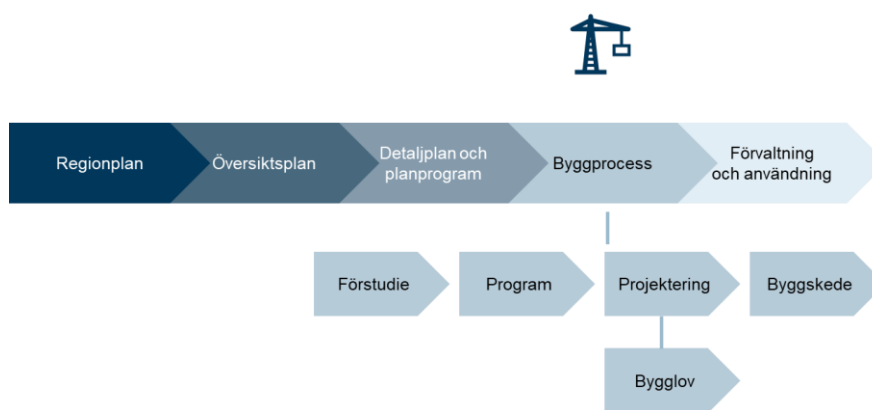 Regionplan
Översiktsplan
Detaljplan och
planprogram
Byggprocess
Förvaltning
och användning
Förstudie
Program
Projektering
Byggskede
Bygglov